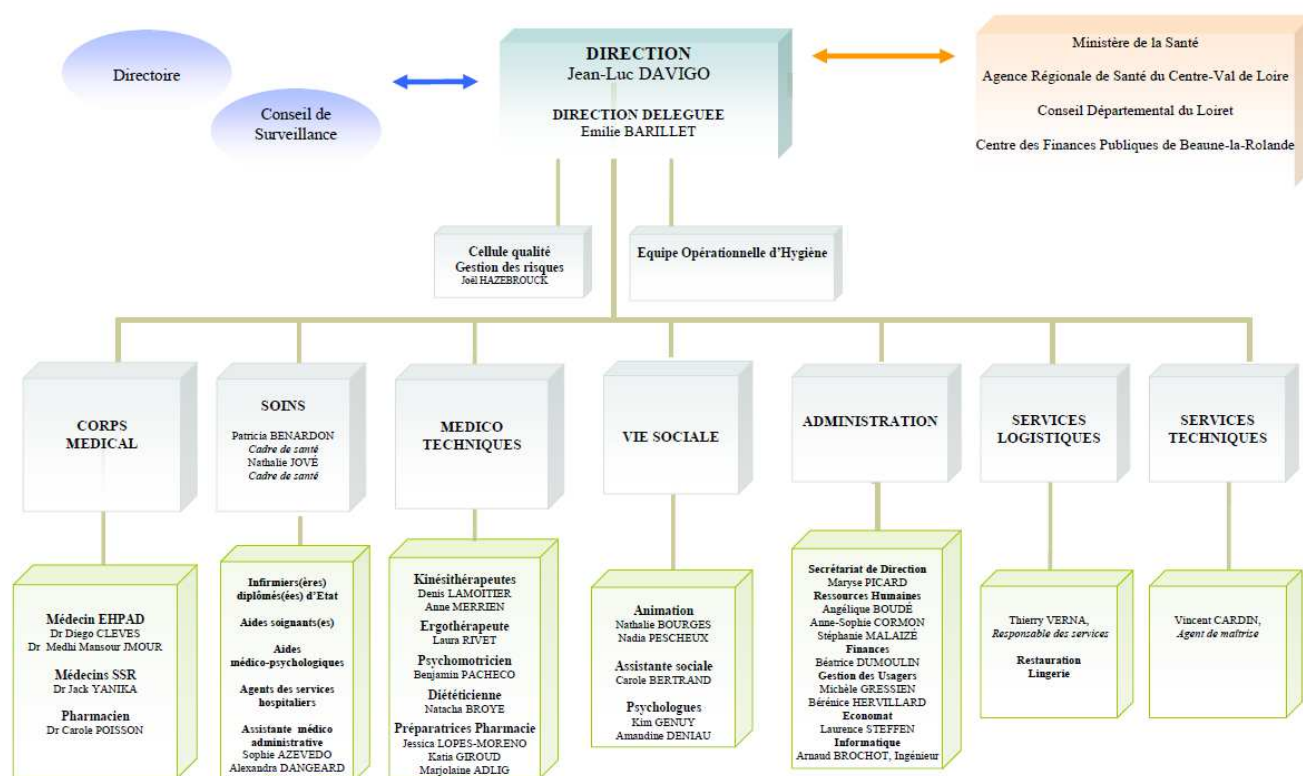 Directoire
Conseil de
Surveillance
DIRECTION
Jean-Luc DAVIGO
DIRECTION DELEGUEE
Emilie BARILLET
Ministère de la Santé
Agence Régionale de Santé du Centre-Val de Loire
Conseil Départemental du Loiret
Centre des Finances Publiques de Beaune-la-Rolande
Cellule qualité
Gestion des risques
Joël HAZEBROUCK
Equipe Opérationnelle d’Hygiène
CORPS
MEDICAL
SOINS
Patricia BENARDON
Cadre de santé
Nathalie JOVÉ
Cadre de santé
MEDICO
TECHNIQUES
VIE SOCIALE
ADMINISTRATION
SERVICES
LOGISTIQUES
SERVICES
TECHNIQUES
Médecin EHPAD
Dr Diego CLEVES
Dr Medhi Mansour JMOUR
Médecins SSR
Dr Jack YANIKA
Pharmacien
Dr Carole POISSON
Infirmiers(ères)
diplômés(ées) d’Etat
Aides soignants(es)
Aides
médico-psychologiques
Agents des services
hospitaliers
Assistante médico
administrative
Sophie AZEVEDO
Alexandra DANGEARD
Kinésithérapeutes
Denis LAMOITIER
Anne MERRIEN
Ergothérapeute
Laura RIVET
Psychomotricien
Benjamin PACHECO
Diététicienne
Natacha BROYE
Préparatrices Pharmacie
Jessica LOPES-MORENO
Katia GIROUD
Marjolaine ADLIG
Animation
Nathalie BOURGES
Nadia PESCHEUX
Assistante sociale
Carole BERTRAND
Psychologues
Kim GENUY
Amandine DENIAU
Secrétariat de Direction
Maryse PICARD
Ressources Humaines
Angélique BOUDÉ
Anne-Sophie CORMON
Stéphanie MALAIZÉ
Finances
Béatrice DUMOULIN
Gestion des Usagers
Michèle GRESSIEN
Bérénice HERVILLARD
Economat
Laurence STEFFEN
Informatique
Arnaud BROCHOT, Ingénieur
Thierry VERNA,
Responsable des services
Restauration
Lingerie
Vincent CARDIN,
Agent de maîtrise